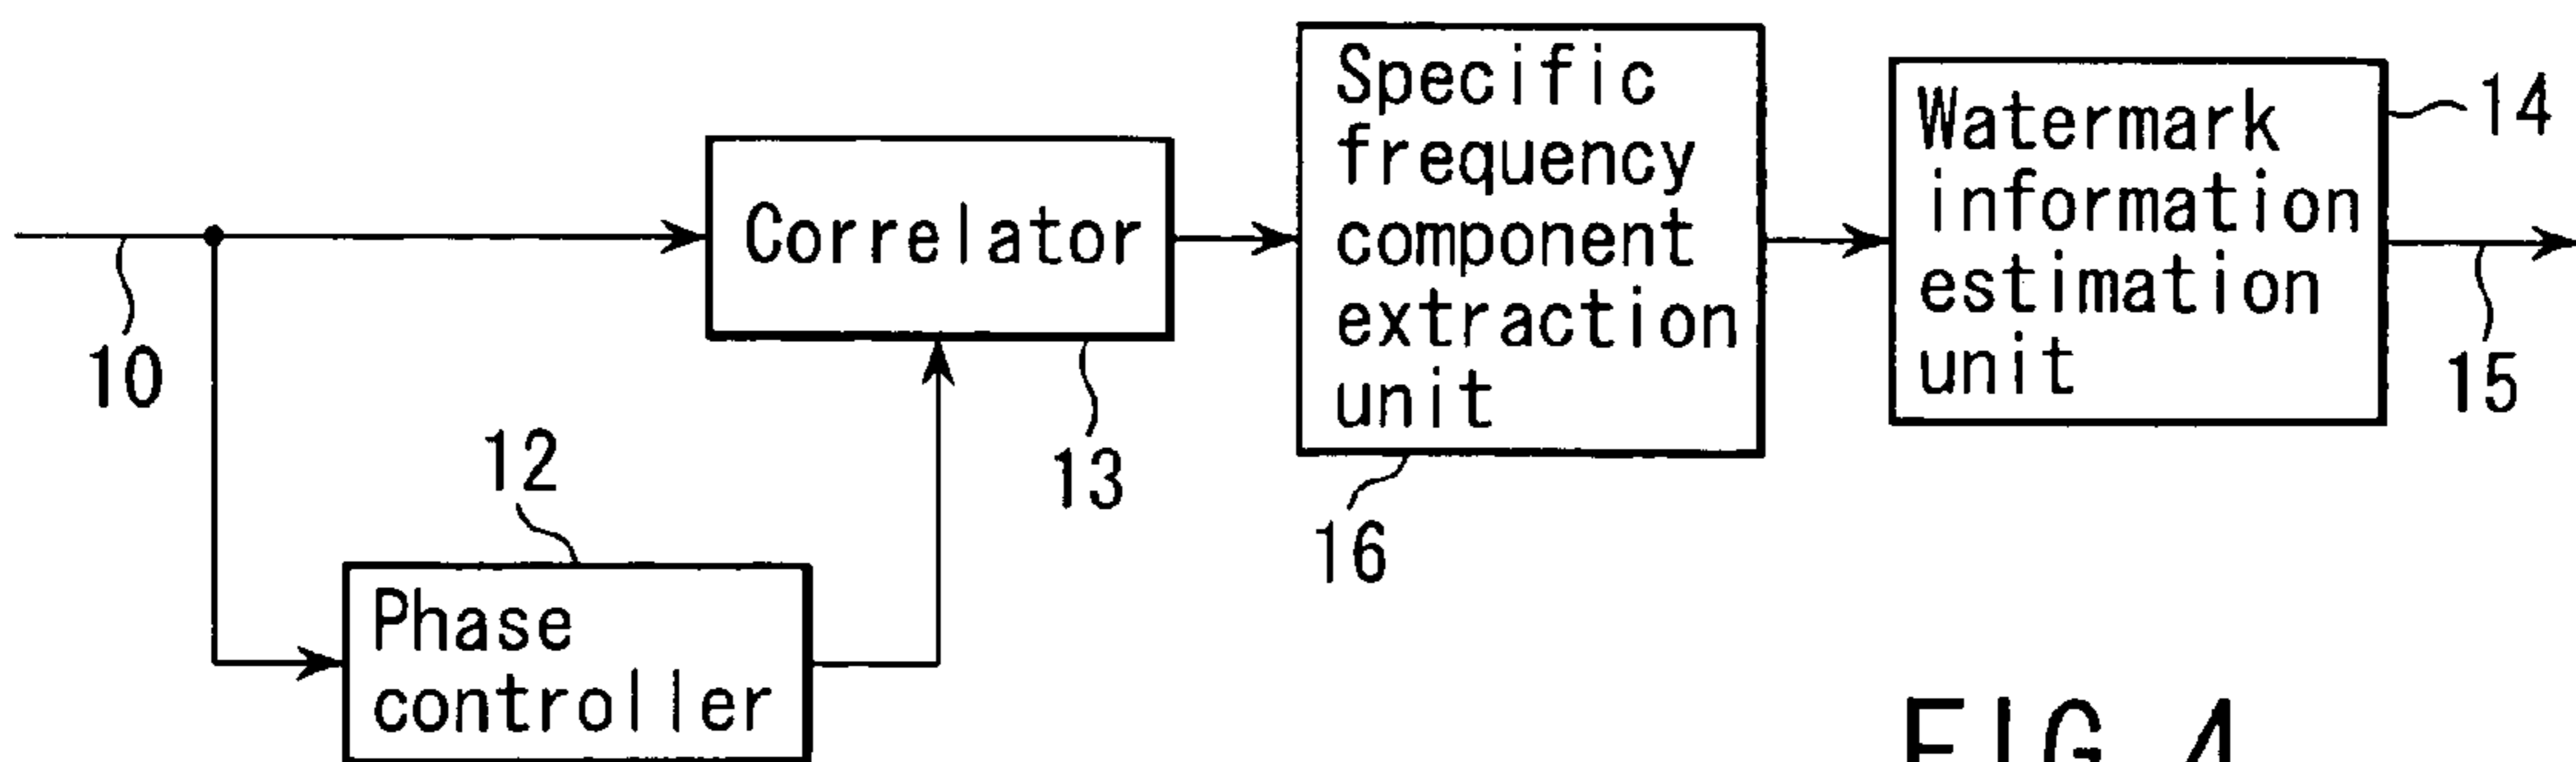 Specific
frequency
component
extraction
unit
Watermark
information
estimation
unit
14
Correlator
10
13
15
12
16
Phase
controller
FIG. 4